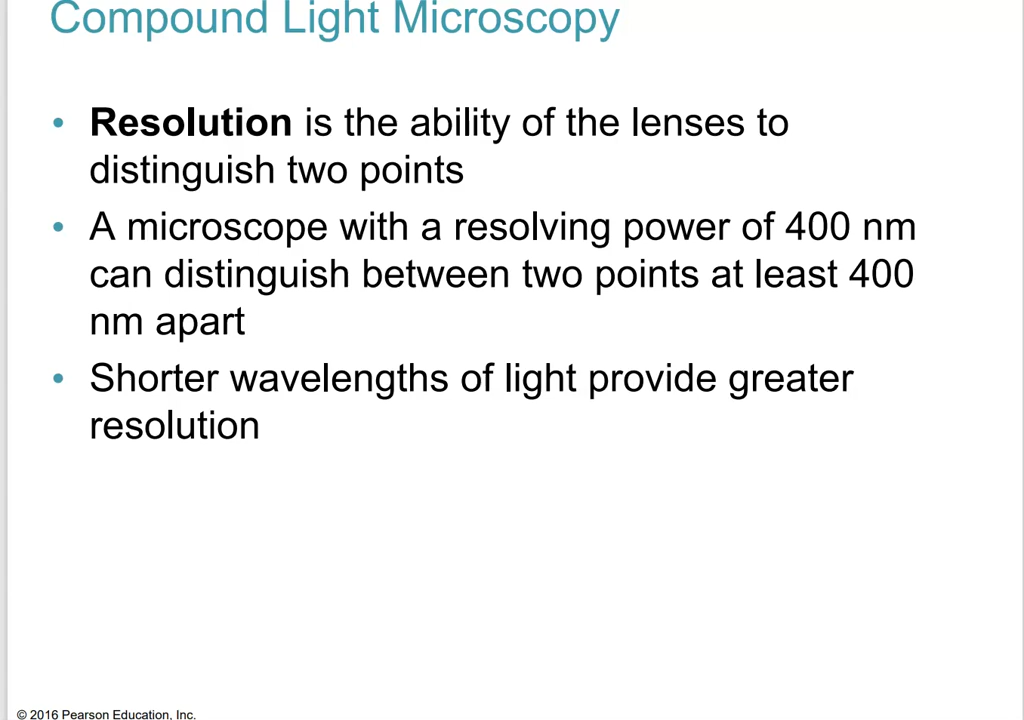 Compound Light Microscopy
• Resolution is the ability of the lenses to
distinguish two points
• A microscope with a resolving power of 400 nm
can distinguish between two points at least 400
nm apart
• Shorter wavelengths of light provide greater
resolution
© 2016 Pearson Education, Inc.